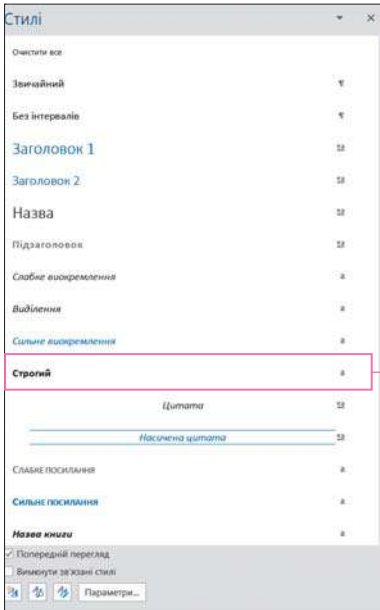 Стилі
Очистити все
Звичайний ¶
Без інтервалів ¶
Заголовок 1 ¶a
Заголовок 2 ¶a
Назва ¶a
Підзаголовок ¶a
Слабке виокремлення a
Виділення a
Сильне виокремлення a
Строгий a
Цитата ¶a
Насичена цитата ¶a
Слабке посилання a
Сильне посилання a
Назва книги a
Попередній перегляд
Вимкнути зв'язані стилі
Параметри...